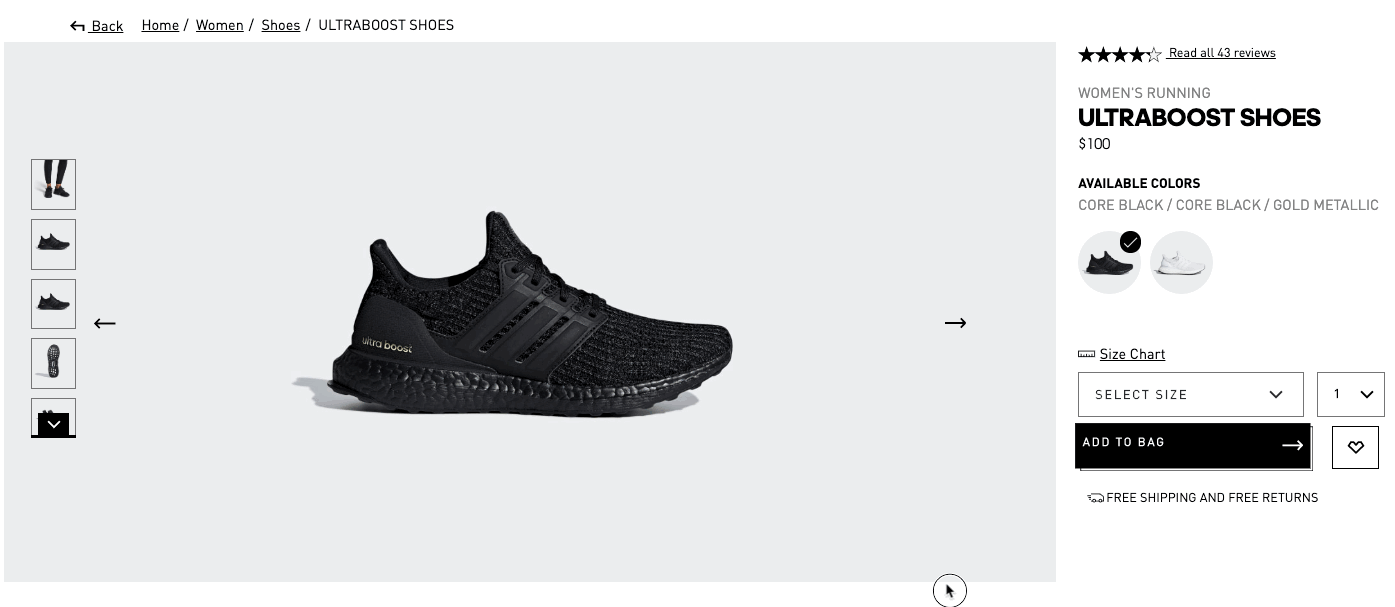 Back Home / Women / Shoes / ULTRABOOST SHOES
Read all 43 reviews
WOMEN'S RUNNING
ULTRABOOST SHOES
$100
AVAILABLE COLORS
CORE BLACK / CORE BLACK / GOLD METALLIC
ultra boost
Size Chart
SELECT SIZE 1
ADD TO BAG
FREE SHIPPING AND FREE RETURNS